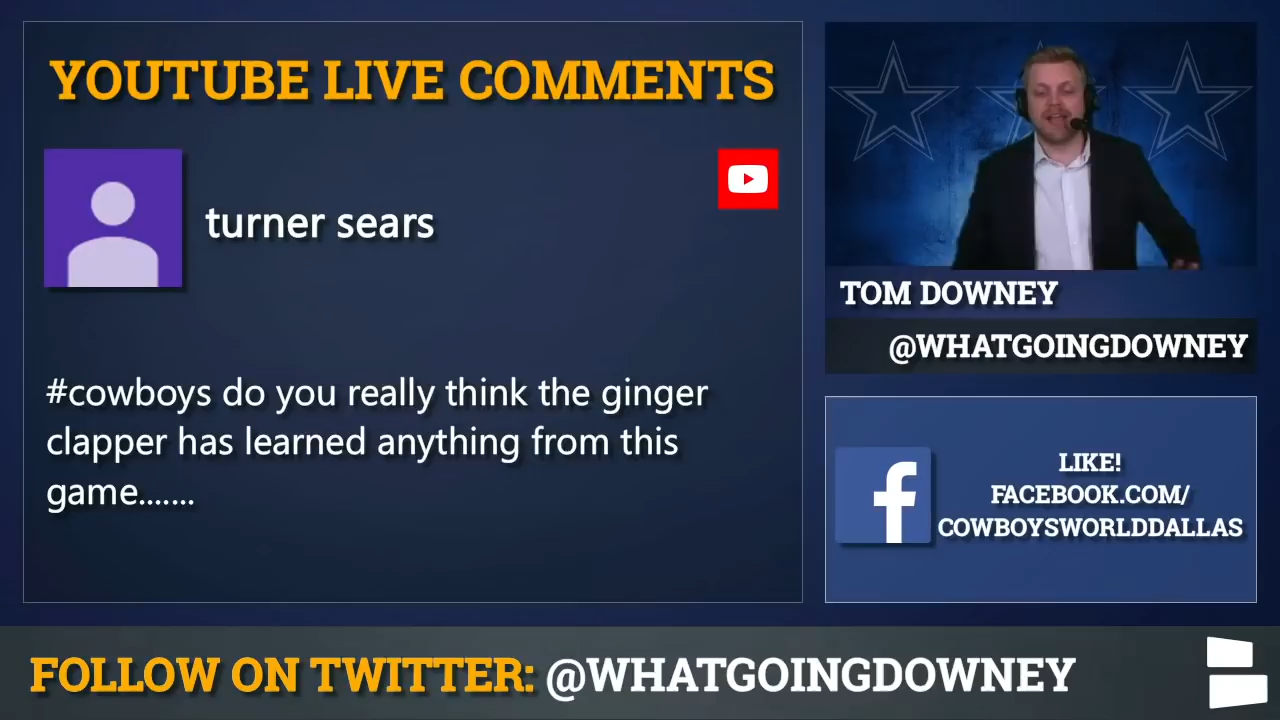 YOUTUBE LIVE COMMENTS
turner sears
#cowboys do you really think the ginger
clapper has learned anything from this
game.......
TOM DOWNEY
@WHATGOINGDOWNEY
LIKE!
FACEBOOK.COM/
COWBOYSWORLDDALLAS
FOLLOW ON TWITTER: @WHATGOINGDOWNEY